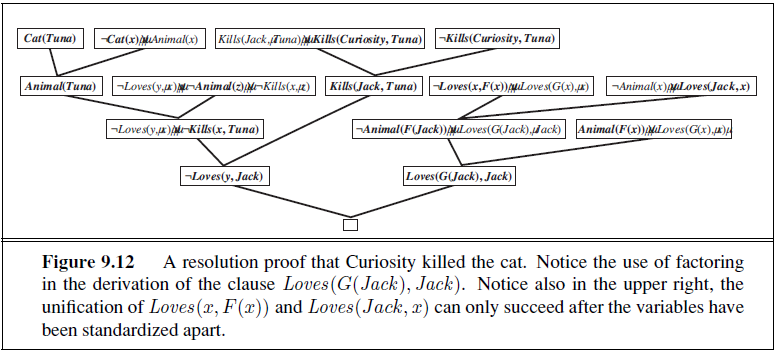 Cat(Tuna) ¬Cat(x) Animal(x) Kills(Jack, Tuna) Kills(Curiosity, Tuna) ¬Kills(Curiosity, Tuna)
Animal(Tuna) ¬Loves(y, x) ¬Animal(z) ¬Kills(x, z) Kills(Jack, Tuna) ¬Loves(x,F(x)) Loves(G(x), x) ¬Animal(x) Loves(Jack,x)
¬Loves(y, x) ¬Kills(x, Tuna) ¬Animal(F(Jack)) Loves(G(Jack), Jack) Animal(F(x)) Loves(G(x), x)
¬Loves(y, Jack) Loves(G(Jack), Jack)
Figure 9.12 A resolution proof that Curiosity killed the cat. Notice the use of factoring
in the derivation of the clause Loves(G(Jack), Jack). Notice also in the upper right, the
unification of Loves(x, F(x)) and Loves(Jack, x) can only succeed after the variables have
been standardized apart.